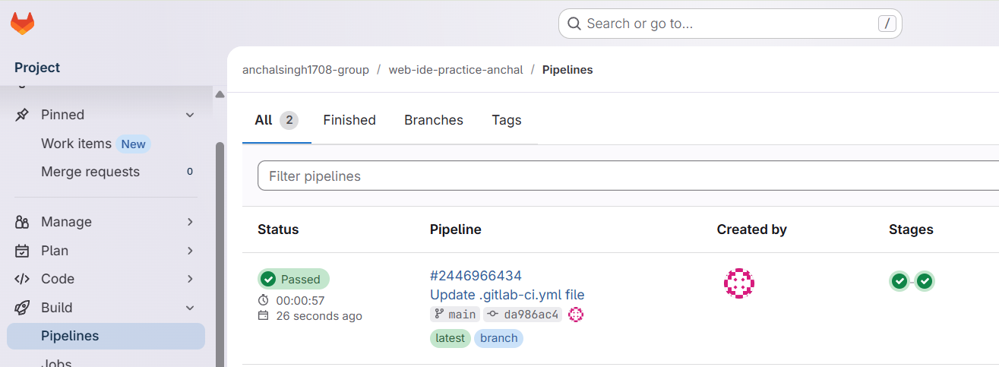 Search or go to... /
Project
anchalsingh1708-group / web-ide-practice-anchal / Pipelines
Pinned
Work items New
Merge requests 0
Manage
Plan
Code
Build
Pipelines
Jobs
All 2 Finished Branches Tags
Filter pipelines
Status Pipeline Created by Stages
Passed
00:00:57
26 seconds ago
#2446966434
Update .gitlab-ci.yml file
main da986ac4
latest branch